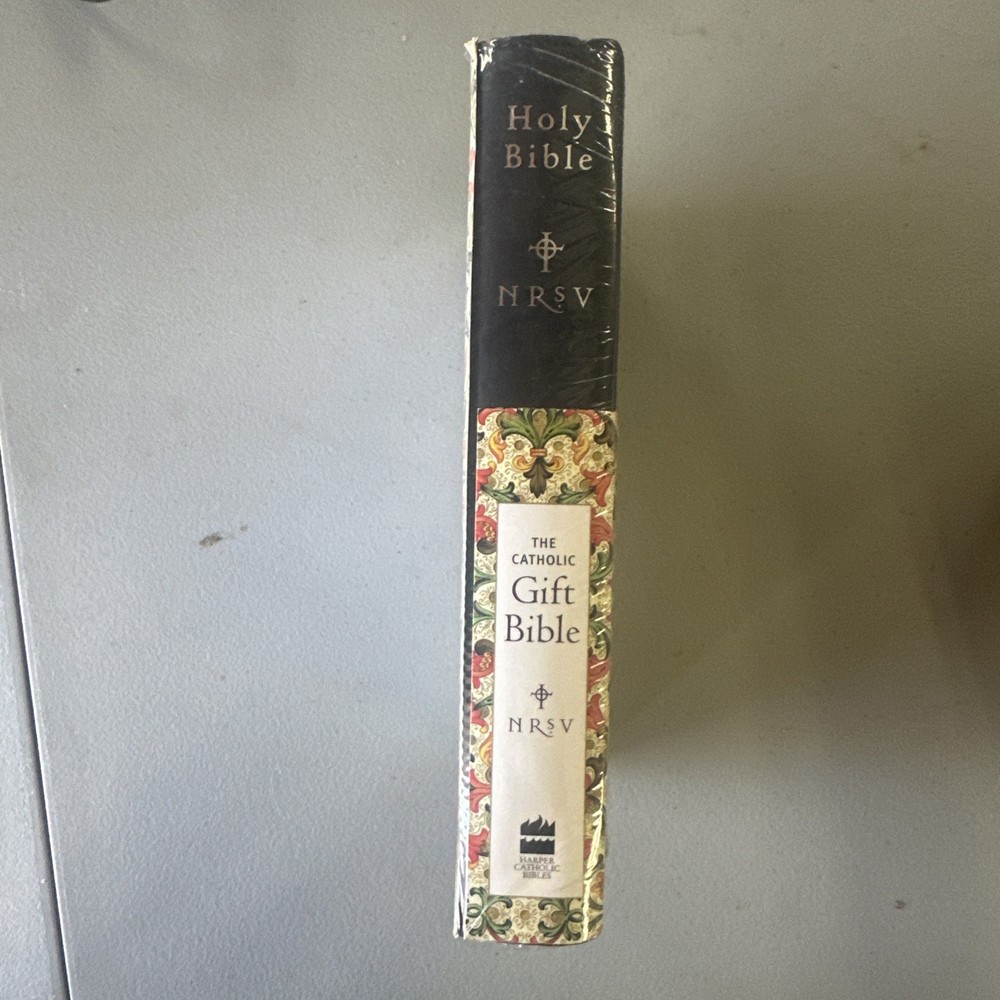 Holy
Bible
NRSV
THE
CATHOLIC
Gift
Bible
NRSV
HARPER
CATHOLIC
BIBLES